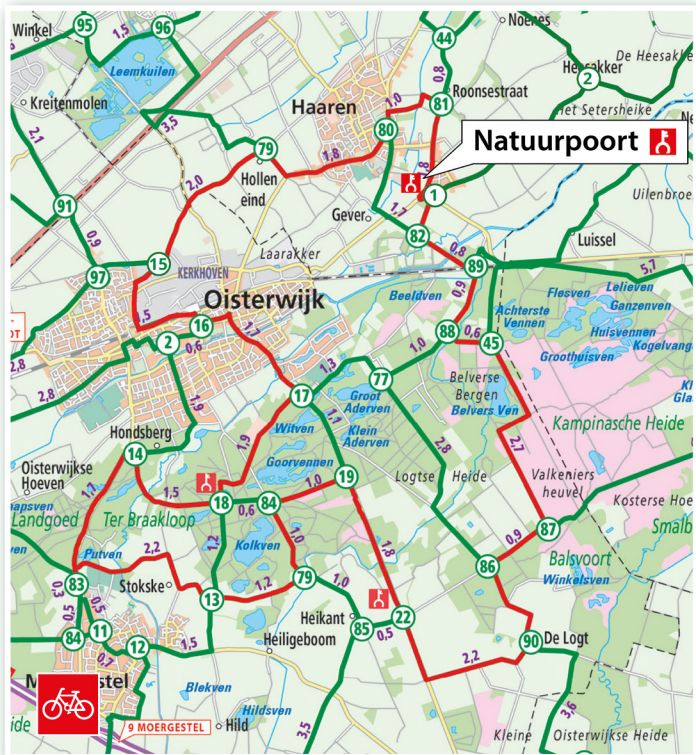 Winkel
95
1,5
96
Leemkuilen
Kreitenmolen
2,1
3,5
91
0,9
97
15
2,0
79
Hollen
eind
1,8
Haaren
80
1,0
81
Roonsestraat
0,8
44
Noenes
De Heesakke
Heesakker
2
Het Setersheike
Natuurpoort
1
Uilenbroe
Gever
1,7
82
0,8
89
Luissel
5,7
Laarakker
KERKHOVEN
Oisterwijk
16
2
0,6
1,7
2,8
2,8
1,9
Beeldven
0,9
88
0,6
45
Achterste
Vennen
Flesven
Lelieven
Ganzenven
Huisvennen
Kogelvang
Groothuisven
1,3
77
1,0
17
Groot
Aderven
Klein
Aderven
Witven
1,1
Belverse
Bergen
Belvers Ven
Kampinasche Heide
Hondsberg
14
Oisterwijkse
Hoeven
1,9
Goorvennen
2,8
2,7
1,7
1,5
18
0,6
84
1,0
19
Logtse Heide
Valkeniers
heuvel
Kosterse Hoe
Landgoed
Ter Braakloop
Kolkven
1,2
1,0
1,8
0,9
87
Smalb
Balsvoort
Winkelsven
86
Putven
2,2
83
Stokske
13
1,2
79
1,0
0,3
0,5
0,5
84
11
0,7
12
1,5
Heikant
85
0,5
22
Heiligeboom
90
De Logt
2,2
Blekven
Hildsven
Hild
3,5
3,6
9 MOERGESTEL
Kleine Oisterwijkse Heide